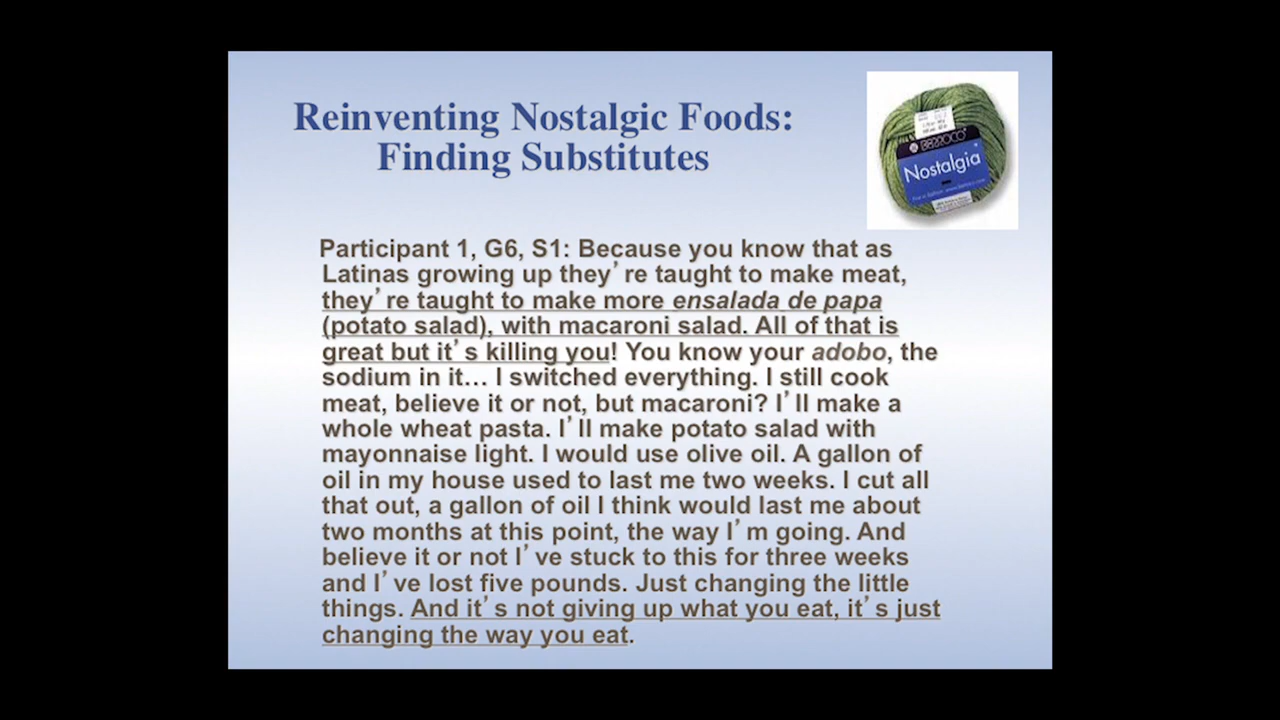 Reinventing Nostalgic Foods:
Finding Substitutes
BERROCO
Nostalgia
Participant 1, G6, S1: Because you know that as
Latinas growing up they’re taught to make meat,
they’re taught to make more ensalada de papa
(potato salad), with macaroni salad. All of that is
great but it’s killing you! You know your adobo, the
sodium in it… I switched everything. I still cook
meat, believe it or not, but macaroni? I’ll make a
whole wheat pasta. I’ll make potato salad with
mayonnaise light. I would use olive oil. A gallon of
oil in my house used to last me two weeks. I cut all
that out, a gallon of oil I think would last me about
two months at this point, the way I’m going. And
believe it or not I’ve stuck to this for three weeks
and I’ve lost five pounds. Just changing the little
things. And it’s not giving up what you eat, it’s just
changing the way you eat.